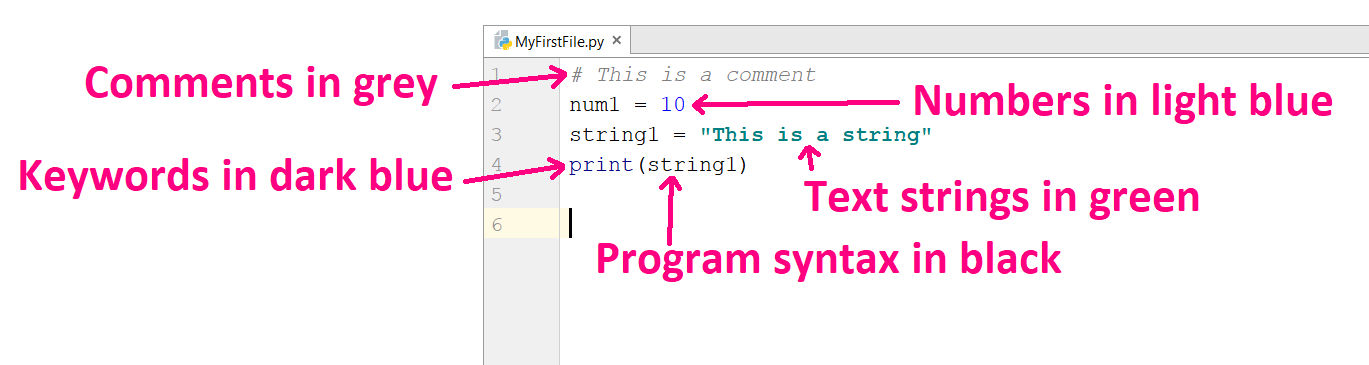 MyFirstFile.py ×
Comments in grey
1 # This is a comment
2 num1 = 10
Numbers in light blue
3 string1 = "This is a string"
Keywords in dark blue
4 print(string1)
Text strings in green
5
6
Program syntax in black